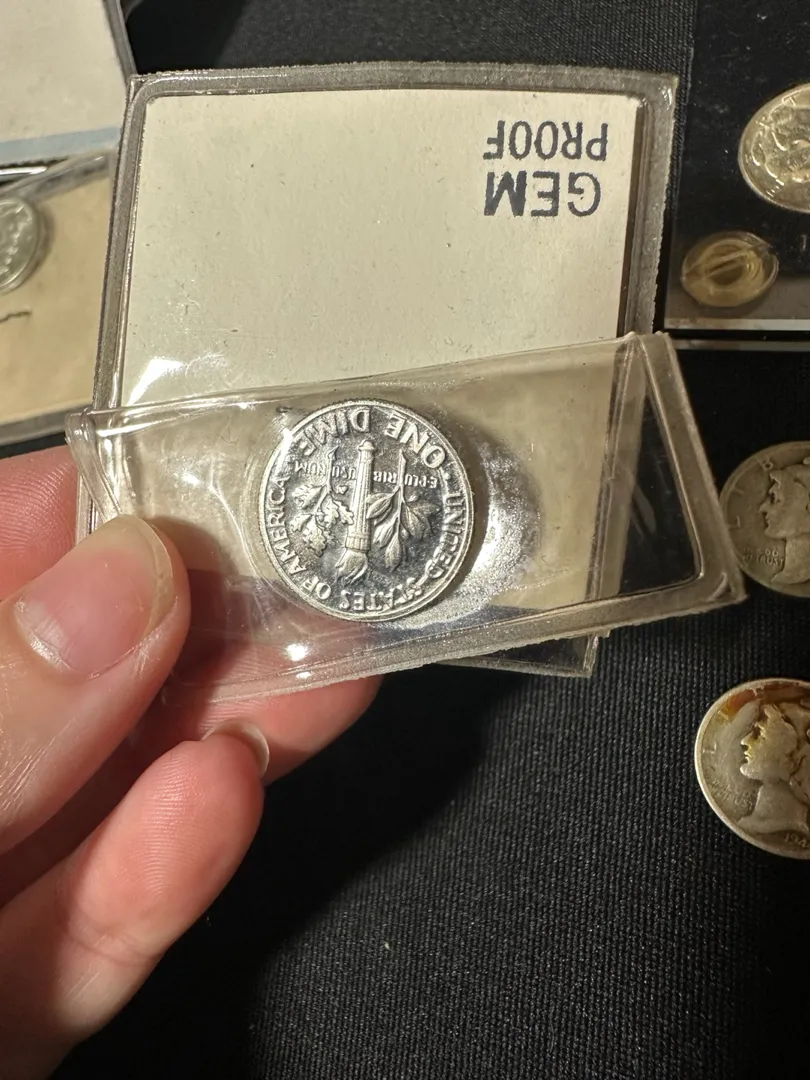 GEM
PROOF
UNITED STATES OF AMERICA
E PLURIBUS UNUM
ONE DIME